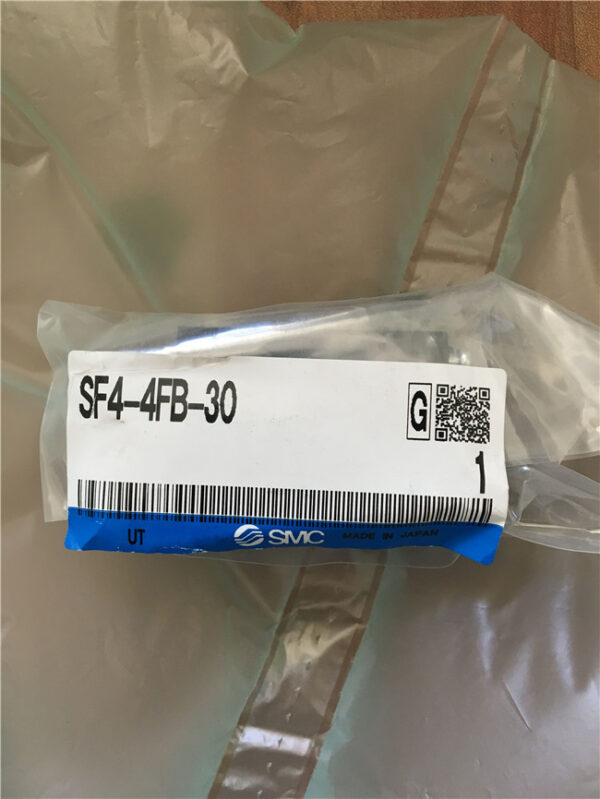 SF4-4FB-30
G
1
UT SMC MADE IN JAPAN